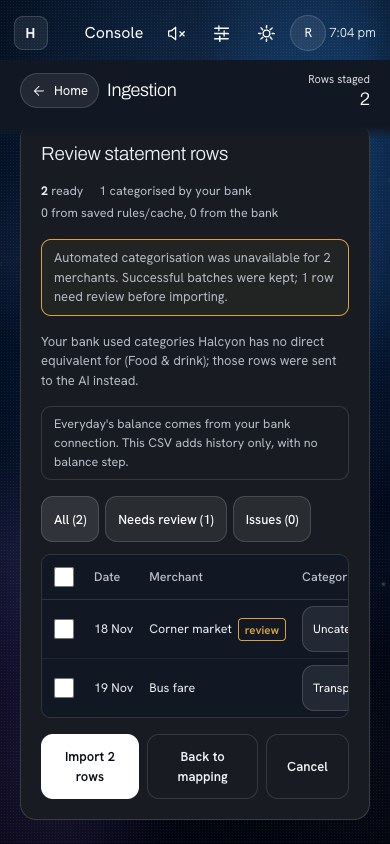 H
Console
R
7:04 pm
Home
Ingestion
Rows staged
2
Review statement rows
2 ready 1 categorised by your bank
0 from saved rules/cache, 0 from the bank
Automated categorisation was unavailable for 2
merchants. Successful batches were kept; 1 row
need review before importing.
Your bank used categories Halcyon has no direct
equivalent for (Food & drink); those rows were sent
to the AI instead.
Everyday's balance comes from your bank
connection. This CSV adds history only, with no
balance step.
All (2)
Needs review (1)
Issues (0)
Date Merchant Categor
18 Nov Corner market review Uncate
19 Nov Bus fare Transp
Import 2
rows
Back to
mapping
Cancel